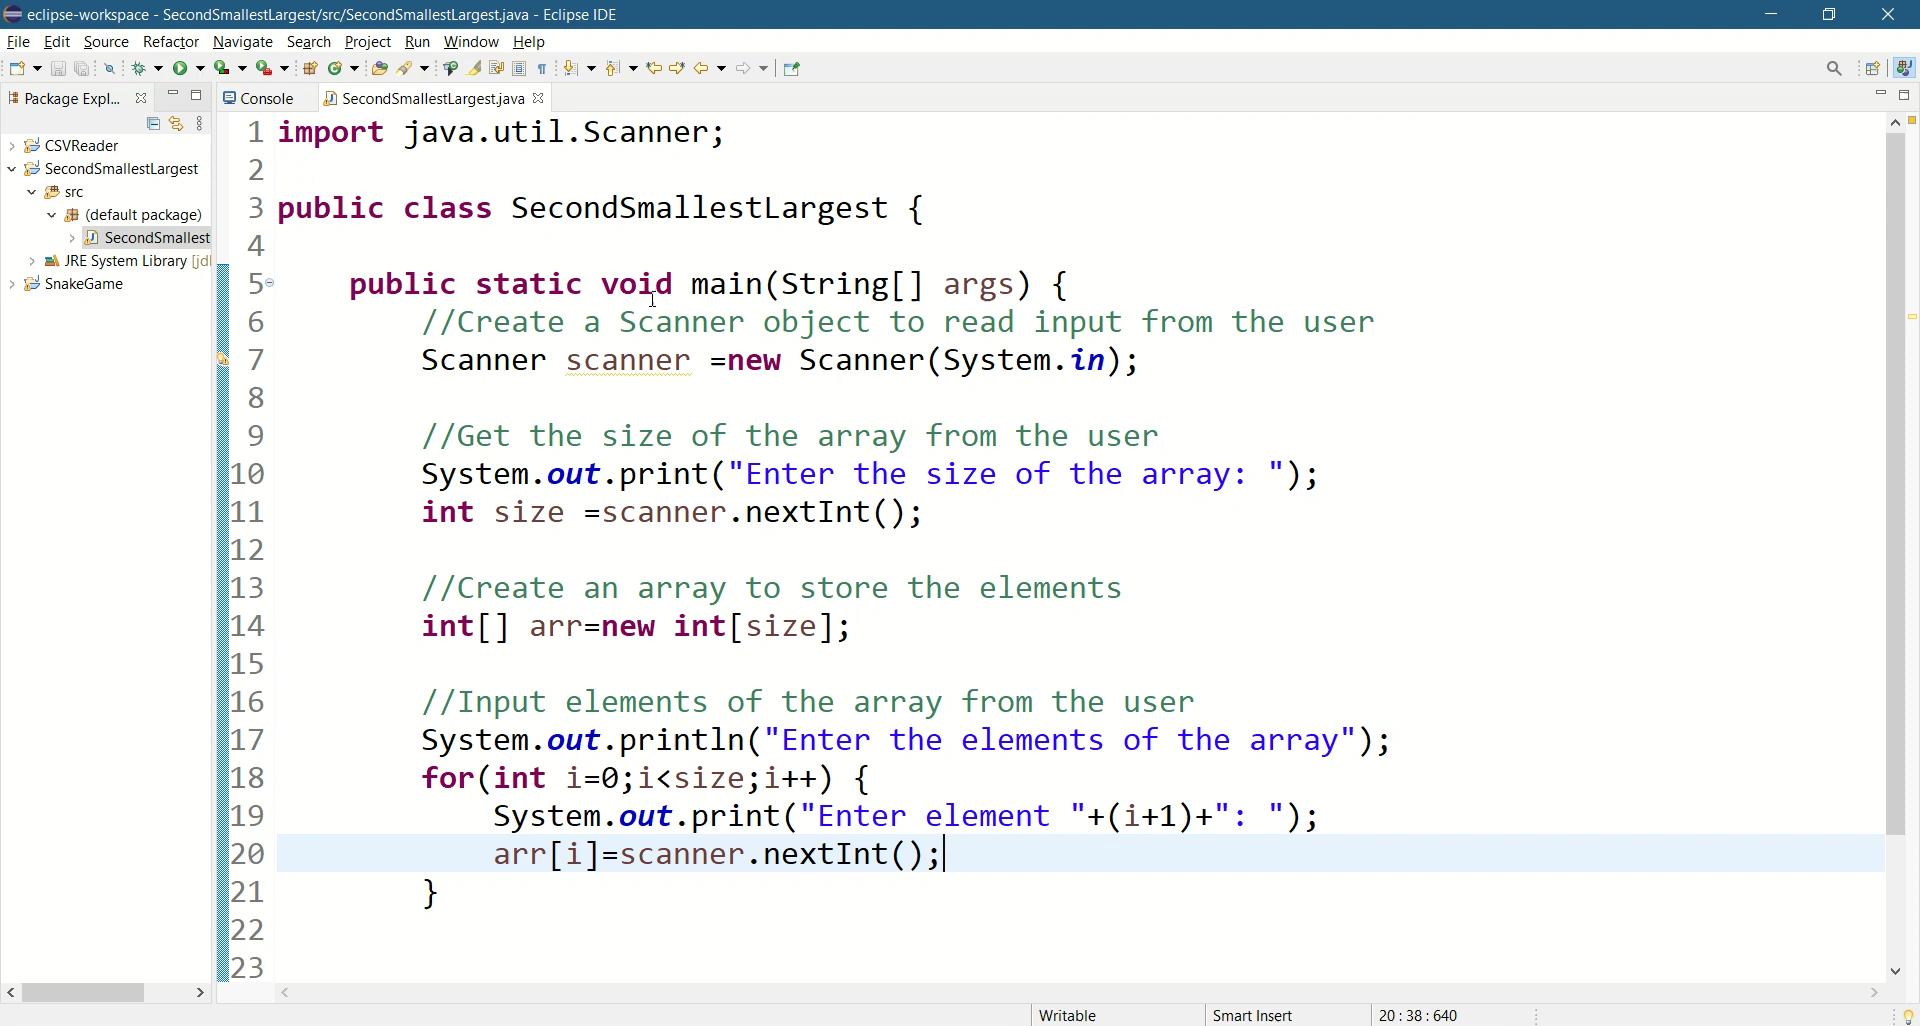 eclipse-workspace - SecondSmallestLargest/src/SecondSmallestLargest.java - Eclipse IDE
File Edit Source Refactor Navigate Search Project Run Window Help
Package Expl...
Console
SecondSmallestLargest.java
CSVReader
SecondSmallestLargest
src
(default package)
SecondSmallest
JRE System Library [jdl
SnakeGame
1 import java.util.Scanner;
2
3 public class SecondSmallestLargest {
4
5 public static void main(String[] args) {
6 //Create a Scanner object to read input from the user
7 Scanner scanner =new Scanner(System.in);
8
9 //Get the size of the array from the user
10 System.out.print("Enter the size of the array: ");
11 int size =scanner.nextInt();
12
13 //Create an array to store the elements
14 int[] arr=new int[size];
15
16 //Input elements of the array from the user
17 System.out.println("Enter the elements of the array");
18 for(int i=0;i<size;i++) {
19 System.out.print("Enter element "+(i+1)+": ");
20 arr[i]=scanner.nextInt();
21 }
22
23
Writable
Smart Insert
20 : 38 : 640